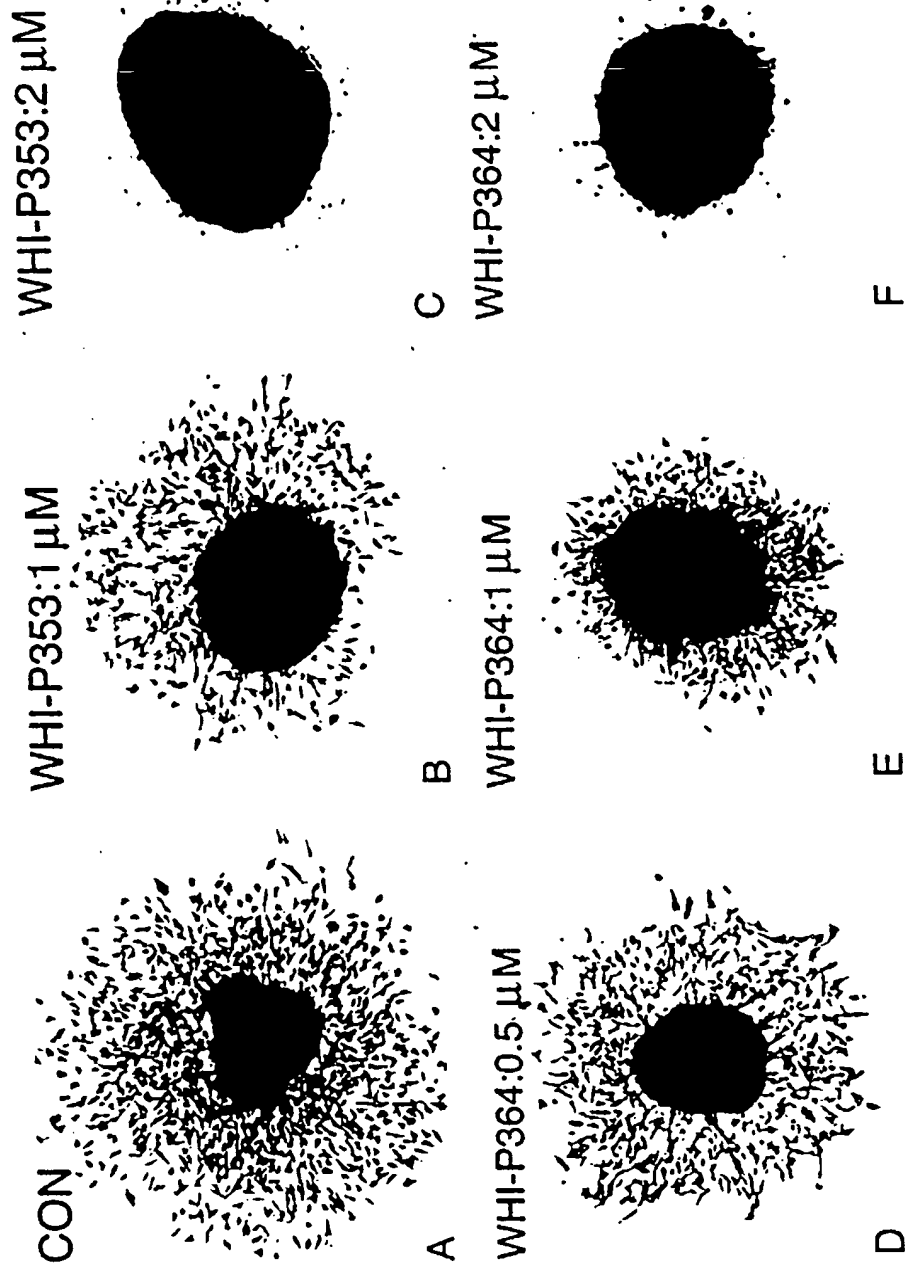 CON
WHI-P353:1 µM
WHI-P353:2 µM
A
B
C
WHI-P364:0.5 µM
WHI-P364:1 µM
WHI-P364:2 µM
D
E
F